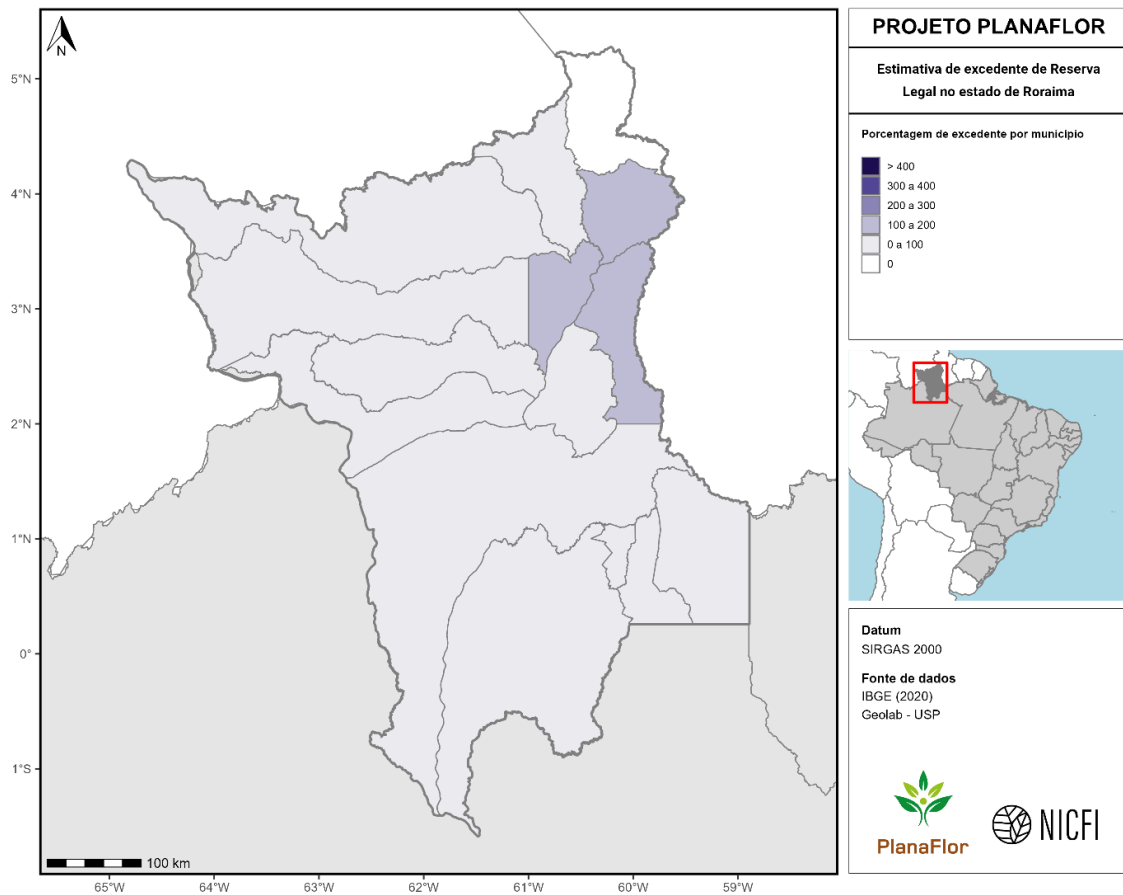 PROJETO PLANAFLOR
Estimativa de excedente de Reserva
Legal no estado de Roraima
Porcentagem de excedente por município
> 400
300 a 400
200 a 300
100 a 200
0 a 100
0
N
5°N
4°N
3°N
2°N
1°N
0°
1°S
100 km
65°W
64°W
63°W
62°W
61°W
60°W
59°W
Datum
SIRGAS 2000
Fonte de dados
IBGE (2020)
Geolab - USP
PlanaFlor
NICFI